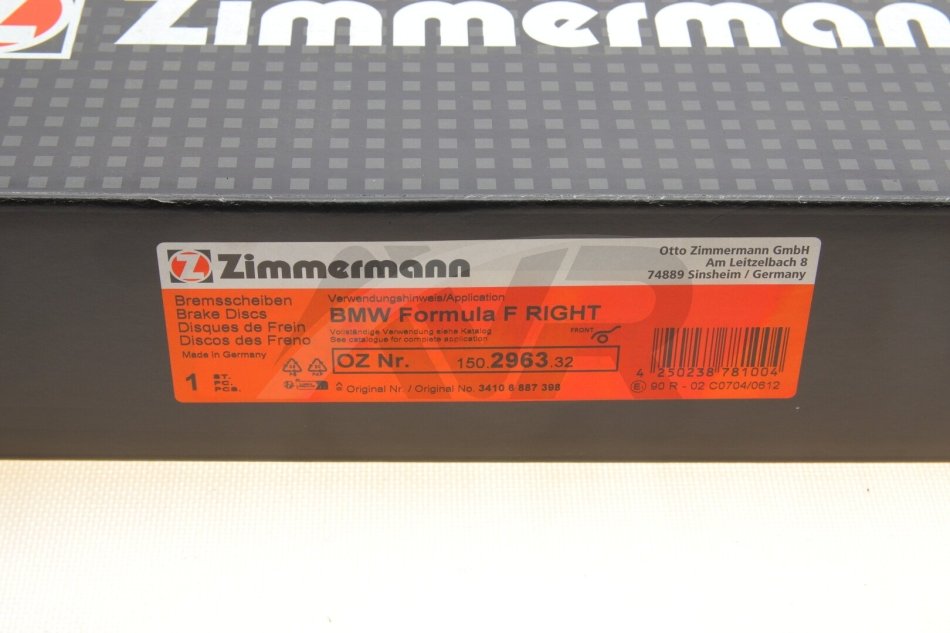 Zimmermann
Zimmermann
Otto Zimmermann GmbH
Am Leitzelbach 8
74889 Sinsheim / Germany
Bremsscheiben
Brake Discs
Disques de Frein
Discos del Freno
Made in Germany
1 ST.
PC.
PCS.
Verwendungshinweis/Application
BMW Formula F RIGHT
Vollständige Verwendung siehe Katalog
See catalogue for complete application
FRONT
OZ Nr. 150.2963.32
Original Nr. / Original No. 3410 6 887 398
4 250238 781004
90 R - 02 C0704/0612